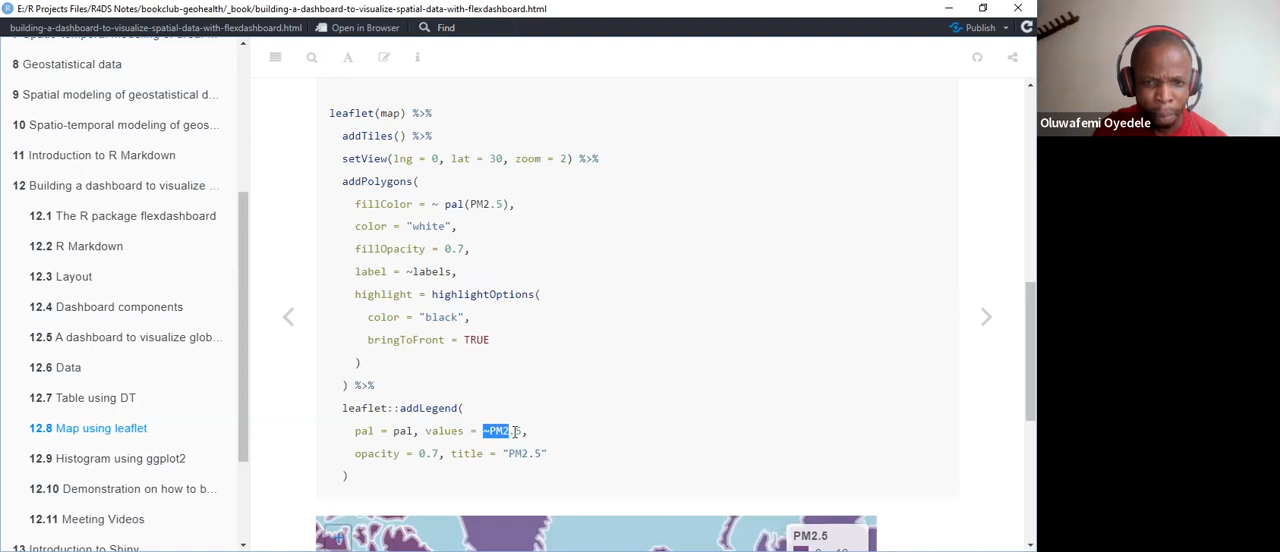 E:/R Projects Files/R4DS Notes/bookclub-geohealth/_book/building-a-dashboard-to-visualize-spatial-data-with-flexdashboard.html
building-a-dashboard-to-visualize-spatial-data-with-flexdashboard.html
Open in Browser
Find
Publish
8 Geostatistical data
9 Spatial modeling of geostatistical d...
10 Spatio-temporal modeling of geos...
11 Introduction to R Markdown
12 Building a dashboard to visualize ...
12.1 The R package flexdashboard
12.2 R Markdown
12.3 Layout
12.4 Dashboard components
12.5 A dashboard to visualize glob...
12.6 Data
12.7 Table using DT
12.8 Map using leaflet
12.9 Histogram using ggplot2
12.10 Demonstration on how to b...
12.11 Meeting Videos
13 Introduction to Shiny
leaflet(map) %>%
addTiles() %>%
setView(lng = 0, lat = 30, zoom = 2) %>%
addPolygons(
fillColor = ~ pal(PM2.5),
color = "white",
fillOpacity = 0.7,
label = ~labels,
highlight = highlightOptions(
color = "black",
bringToFront = TRUE
)
) %>%
leaflet::addLegend(
pal = pal, values = ~PM2.5,
opacity = 0.7, title = "PM2.5"
)
PM2.5
Oluwafemi Oyedele